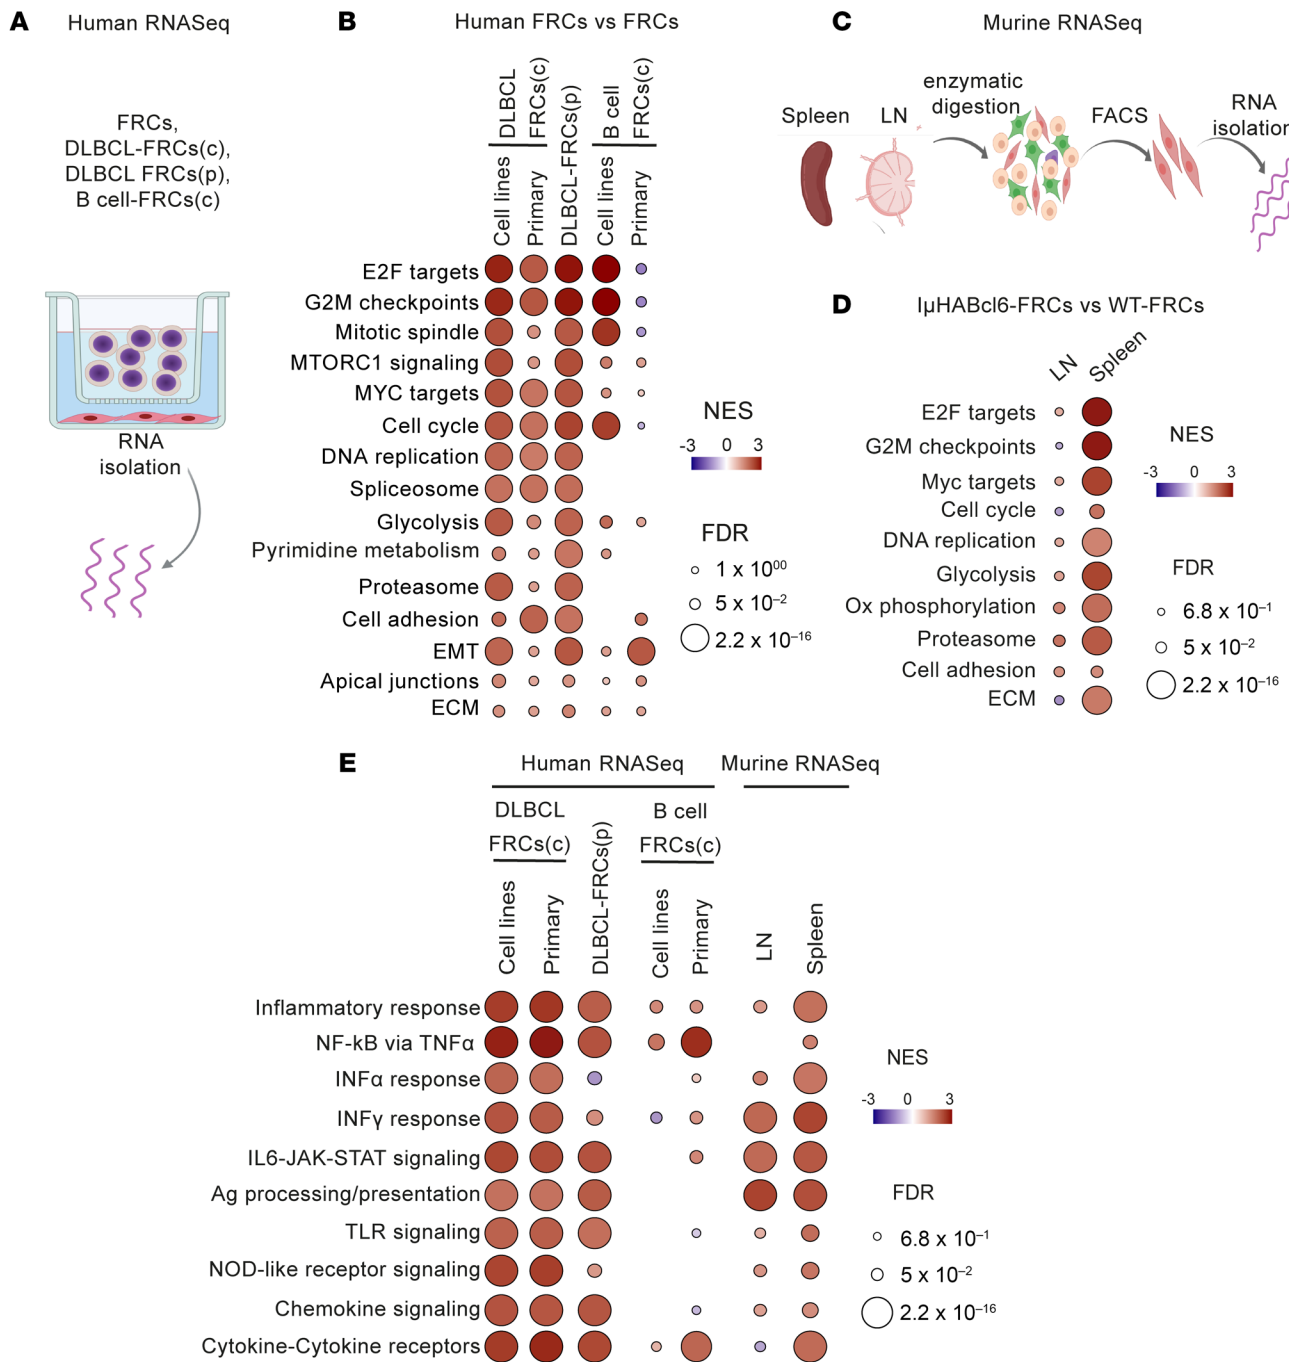 A
Human RNASeq
FRCs,
DLBCL-FRCs(c),
DLBCL FRCs(p),
B cell-FRCs(c)
RNA
isolation
B
Human FRCs vs FRCs
DLBCL
FRCs(c)
DLBCL-FRCs(p)
B cell
FRCs(c)
Cell lines
Primary
Cell lines
Primary
E2F targets
G2M checkpoints
Mitotic spindle
MTORC1 signaling
MYC targets
Cell cycle
DNA replication
Spliceosome
Glycolysis
Pyrimidine metabolism
Proteasome
Cell adhesion
EMT
Apical junctions
ECM
NES
-3 0 3
FDR
1 x 10⁰⁰
5 x 10⁻²
2.2 x 10⁻¹⁶
C
Murine RNASeq
Spleen
LN
enzymatic
digestion
FACS
RNA
isolation
D
IµHABcl6-FRCs vs WT-FRCs
LN
Spleen
E2F targets
G2M checkpoints
Myc targets
Cell cycle
DNA replication
Glycolysis
Ox phosphorylation
Proteasome
Cell adhesion
ECM
NES
-3 0 3
FDR
6.8 x 10⁻¹
5 x 10⁻²
2.2 x 10⁻¹⁶
E
Human RNASeq
Murine RNASeq
DLBCL
FRCs(c)
DLBCL-FRCs(p)
B cell
FRCs(c)
Cell lines
Primary
Cell lines
Primary
LN
Spleen
Inflammatory response
NF-kB via TNFα
INFα response
INFγ response
IL6-JAK-STAT signaling
Ag processing/presentation
TLR signaling
NOD-like receptor signaling
Chemokine signaling
Cytokine-Cytokine receptors
NES
-3 0 3
FDR
6.8 x 10⁻¹
5 x 10⁻²
2.2 x 10⁻¹⁶